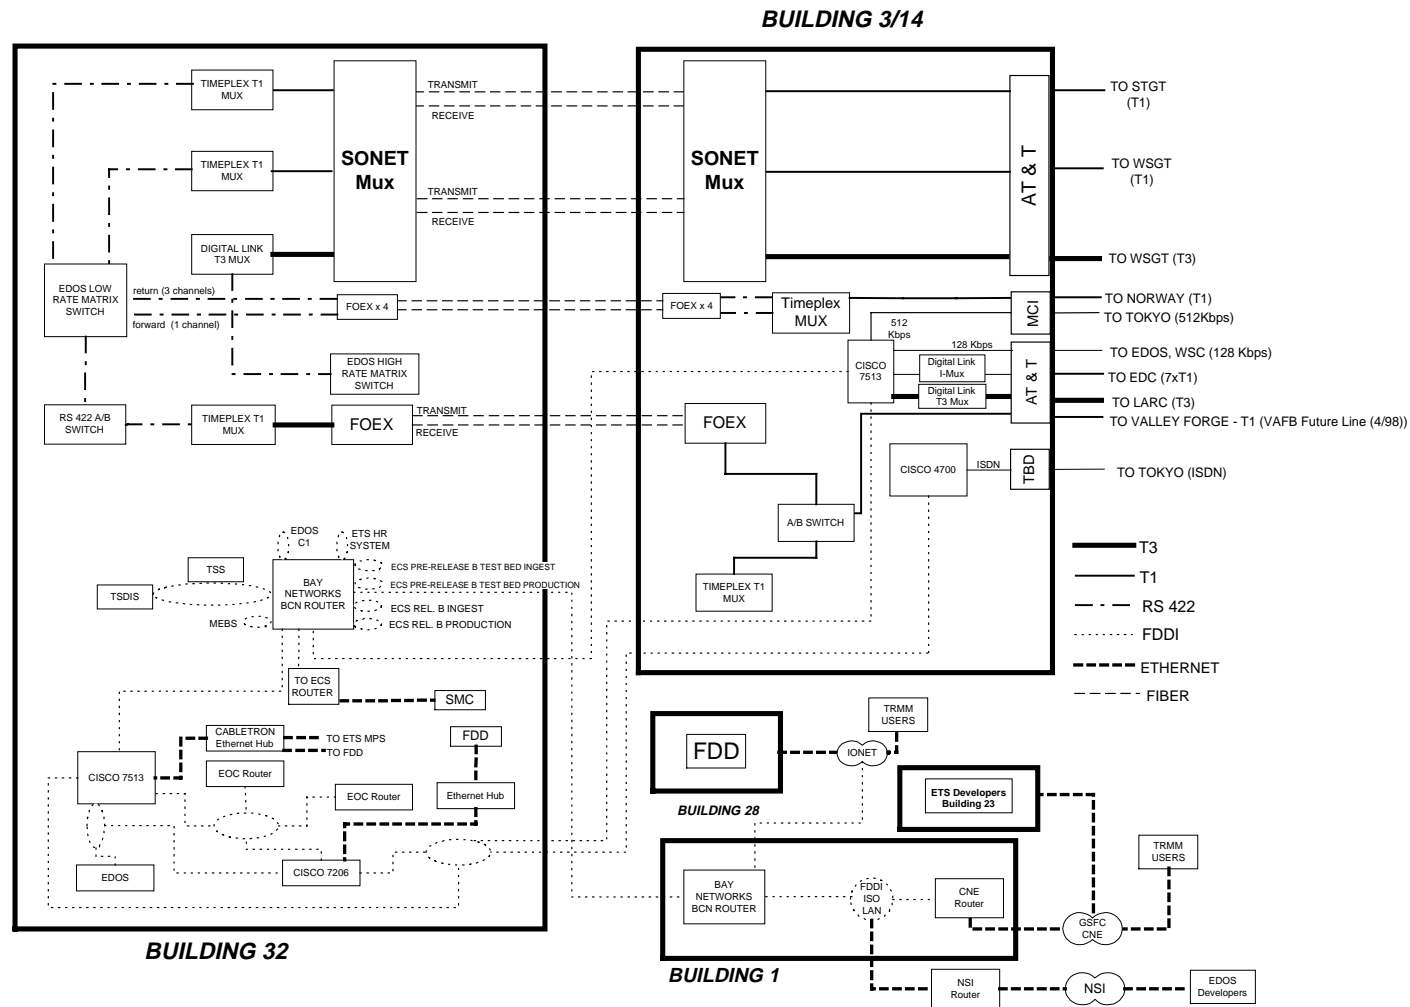 BUILDING 3/14
TIMEPLEX T1
MUX
TRANSMIT
RECEIVE
TO STGT
(T1)
SONET
Mux
SONET
Mux
AT & T
TIMEPLEX T1
MUX
TRANSMIT
RECEIVE
TO WSGT
(T1)
DIGITAL LINK
T3 MUX
TO WSGT (T3)
EDOS LOW
RATE MATRIX
SWITCH
return (3 channels)
forward (1 channel)
FOEX x 4
FOEX x 4
Timeplex
MUX
MCI
TO NORWAY (T1)
TO TOKYO (512Kbps)
512
Kbps
EDOS HIGH
RATE MATRIX
SWITCH
CISCO
7513
128 Kbps
Digital Link
I-Mux
Digital Link
T3 Mux
AT & T
TO EDOS, WSC (128 Kbps)
TO EDC (7xT1)
TO LARC (T3)
TO VALLEY FORGE - T1 (VAFB Future Line (4/98))
RS 422 A/B
SWITCH
TIMEPLEX T1
MUX
FOEX
TRANSMIT
RECEIVE
FOEX
CISCO 4700
ISDN
TBD
TO TOKYO (ISDN)
A/B SWITCH
TIMEPLEX T1
MUX
EDOS
C1
ETS HR
SYSTEM
TSS
TSDIS
MEBS
BAY
NETWORKS
BCN ROUTER
ECS PRE-RELEASE B TEST BED INGEST
ECS PRE-RELEASE B TEST BED PRODUCTION
ECS REL. B INGEST
ECS REL. B PRODUCTION
T3
T1
RS 422
FDDI
ETHERNET
FIBER
TO ECS
ROUTER
SMC
CABLETRON
Ethernet Hub
TO ETS MPS
TO FDD
FDD
CISCO 7513
EOC Router
EOC Router
Ethernet Hub
EDOS
CISCO 7206
BUILDING 32
FDD
BUILDING 28
IONET
TRMM
USERS
ETS Developers
Building 23
TRMM
USERS
BAY
NETWORKS
BCN ROUTER
FDDI
ISO
LAN
CNE
Router
GSFC
CNE
BUILDING 1
NSI
Router
NSI
EDOS
Developers